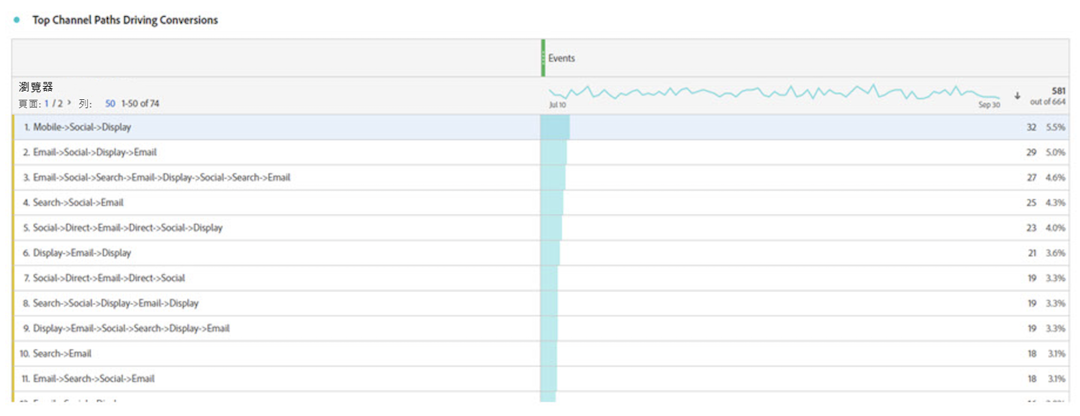 Top Channel Paths Driving Conversions
Events
瀏覽器
頁面: 1 / 2 > 列: 50 1-50 of 74
Jul 10
Sep 30
581
out of 664
1. Mobile->Social->Display 32 5.5%
2. Email->Social->Display->Email 29 5.0%
3. Email->Social->Search->Email->Display->Social->Search->Email 27 4.6%
4. Search->Social->Email 25 4.3%
5. Social->Direct->Email->Direct->Social->Display 23 4.0%
6. Display->Email->Display 21 3.6%
7. Social->Direct->Email->Direct->Social 19 3.3%
8. Search->Social->Display->Email->Display 19 3.3%
9. Display->Email->Social->Search->Display->Email 19 3.3%
10. Search->Email 18 3.1%
11. Email->Search->Social->Email 18 3.1%